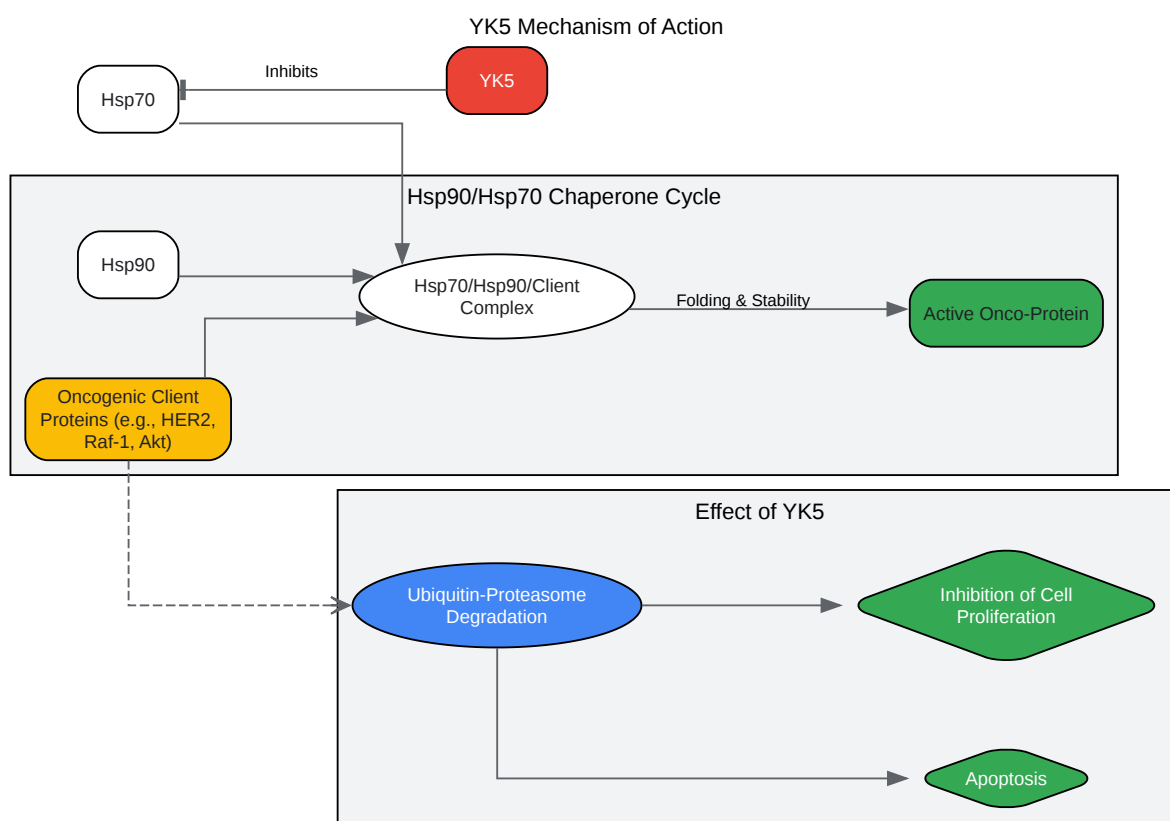 YK5 Mechanism of Action
Inhibits
YK5
Hsp70
Hsp90/Hsp70 Chaperone Cycle
Hsp90
Hsp70/Hsp90/Client
Complex
Folding & Stability
Active Onco-Protein
Oncogenic Client
Proteins (e.g., HER2,
Raf-1, Akt)
Effect of YK5
Ubiquitin-Proteasome
Degradation
Inhibition of Cell
Proliferation
Apoptosis